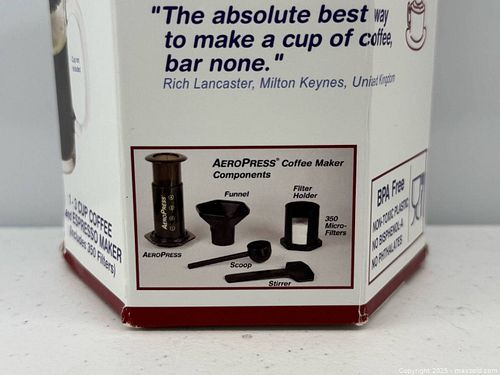 "The absolute best way
to make a cup of coffee,
bar none."
Rich Lancaster, Milton Keynes, United Kingdom
AEROPRESS® Coffee Maker
Components
Funnel
Filter
Holder
350
Micro-
Filters
AEROPRESS
AEROPRESS
Scoop
Stirrer
1-3 CUP COFFEE
and ESPRESSO MAKER
(Includes 350 Filters)
BPA Free
NON-TOXIC PLASTIC
NO BISPHENOL-A
NO PHTHALATES
Copyright 2025 - maxsold.com